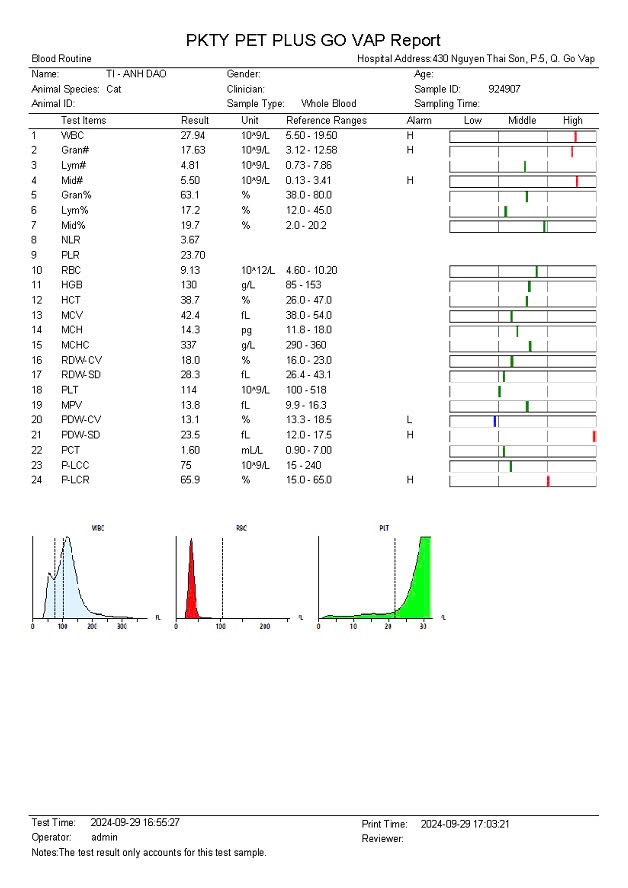 PKTY PET PLUS GO VAP Report
Blood Routine Hospital Address:430 Nguyen Thai Son, P.5, Q. Go Vap
Name: TI - ANH DAO Gender: Age:
Animal Species: Cat Clinician: Sample ID: 924907
Animal ID: Sample Type: Whole Blood Sampling Time:
Test Items Result Unit Reference Ranges Alarm Low Middle High
1 WBC 27.94 10^9/L 5.50 - 19.50 H
2 Gran# 17.63 10^9/L 3.12 - 12.58 H
3 Lym# 4.81 10^9/L 0.73 - 7.86
4 Mid# 5.50 10^9/L 0.13 - 3.41 H
5 Gran% 63.1 % 38.0 - 80.0
6 Lym% 17.2 % 12.0 - 45.0
7 Mid% 19.7 % 2.0 - 20.2
8 NLR 3.67
9 PLR 23.70
10 RBC 9.13 10^12/L 4.60 - 10.20
11 HGB 130 g/L 85 - 153
12 HCT 38.7 % 26.0 - 47.0
13 MCV 42.4 fL 38.0 - 54.0
14 MCH 14.3 pg 11.8 - 18.0
15 MCHC 337 g/L 290 - 360
16 RDW-CV 18.0 % 16.0 - 23.0
17 RDW-SD 28.3 fL 26.4 - 43.1
18 PLT 114 10^9/L 100 - 518
19 MPV 13.8 fL 9.9 - 16.3
20 PDW-CV 13.1 % 13.3 - 18.5 L
21 PDW-SD 23.5 fL 12.0 - 17.5 H
22 PCT 1.60 mL/L 0.90 - 7.00
23 P-LCC 75 10^9/L 15 - 240
24 P-LCR 65.9 % 15.0 - 65.0 H
WBC RBC PLT
fL fL fL
0 100 200 300 0 100 200 0 10 20 30
Test Time: 2024-09-29 16:55:27 Print Time: 2024-09-29 17:03:21
Operator: admin Reviewer:
Notes:The test result only accounts for this test sample.